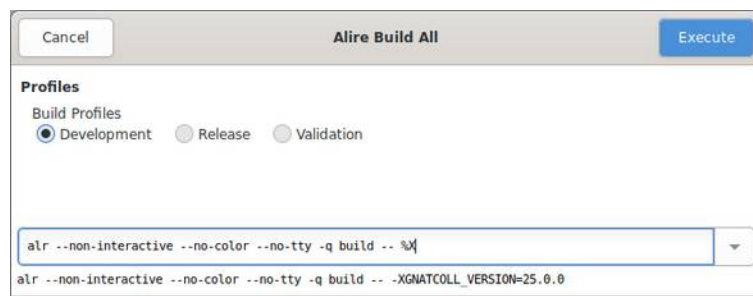 Cancel
Alire Build All
Execute
Profiles
Build Profiles
Development
Release
Validation
alr --non-interactive --no-color --no-tty -q build -- %X
alr --non-interactive --no-color --no-tty -q build -- -XGNATCOLL_VERSION=25.0.0